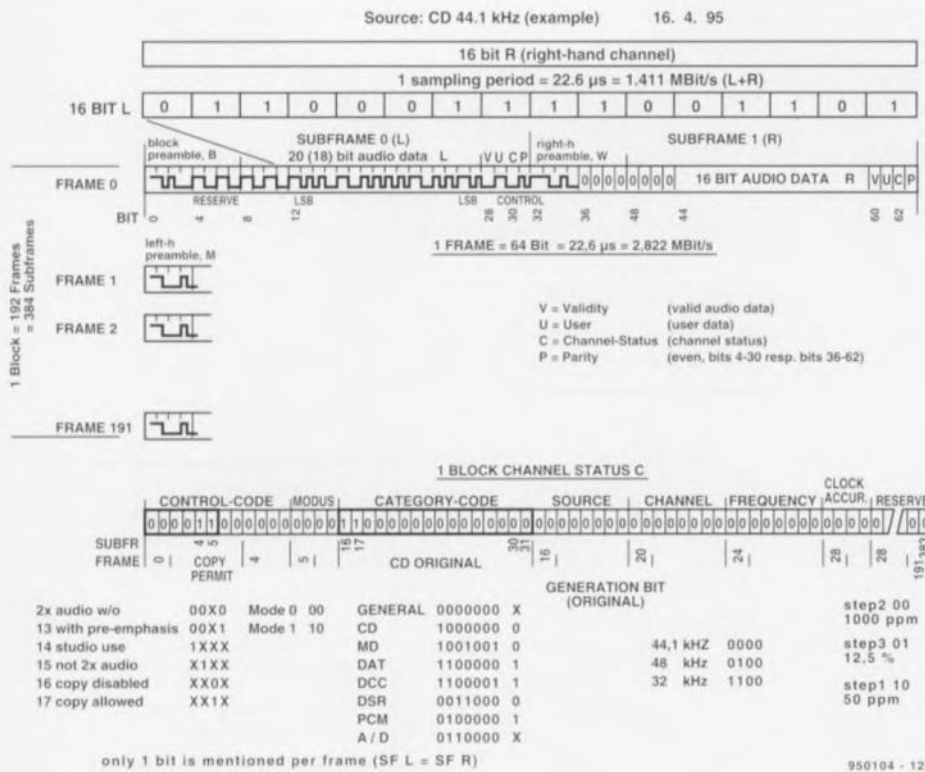 Source: CD 44.1 kHz (example) 16. 4. 95
16 bit R (right-hand channel)
1 sampling period = 22.6 µs = 1.411 MBit/s (L+R)
16 BIT L 0 1 1 0 0 0 1 1 1 1 0 0 1 1 0 1
block preamble, B
SUBFRAME 0 (L)
20 (18) bit audio data L
V U C P
right-h preamble, W
SUBFRAME 1 (R)
FRAME 0
0 0 0 0 0 0 0 0 16 BIT AUDIO DATA R V U C P
RESERVE LSB LSB CONTROL
BIT 0 4 8 12 28 30 32 36 48 44 60 62
1 Block = 192 Frames
= 384 Subframes
left-h
preamble, M
1 FRAME = 64 Bit = 22,6 µs = 2,822 MBit/s
FRAME 1
FRAME 2
V = Validity (valid audio data)
U = User (user data)
C = Channel-Status (channel status)
P = Parity (even, bits 4-30 resp. bits 36-62)
FRAME 191
1 BLOCK CHANNEL STATUS C
CONTROL-CODE MODUS CATEGORY-CODE SOURCE CHANNEL FREQUENCY CLOCK ACCUR. RESERVE
SUBFR 4 5 16 17 30 31
FRAME 0 COPY PERMIT 4 5 CD ORIGINAL 16 20 24 28 28 191 383
GENERATION BIT
(ORIGINAL)
2x audio w/o 00X0 Mode 0 00 GENERAL 0000000 X step2 00
13 with pre-emphasis 00X1 Mode 1 10 CD 1000000 0 1000 ppm
14 studio use 1XXX MD 1001001 0 44,1 kHZ 0000 step3 01
15 not 2x audio X1XX DAT 1100000 1 48 kHz 0100 12,5 %
16 copy disabled XX0X DCC 1100001 1 32 kHz 1100 step1 10
17 copy allowed XX1X DSR 0011000 0 50 ppm
PCM 0100000 1
A / D 0110000 X
only 1 bit is mentioned per frame (SF L = SF R)
950104 - 12